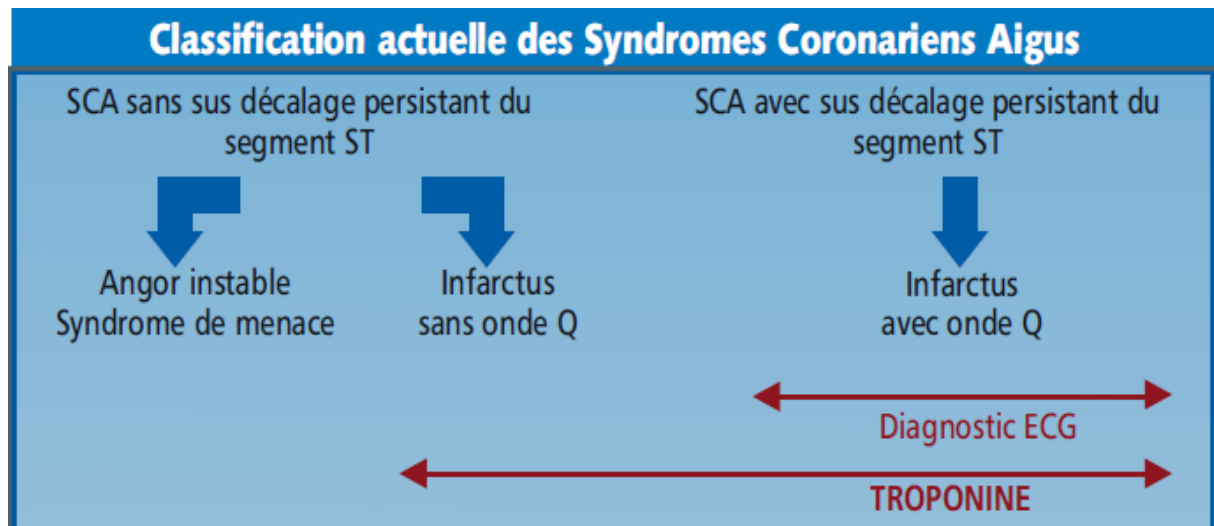 Classification actuelle des Syndromes Coronariens Aigus
SCA sans sus décalage persistant du
segment ST
SCA avec sus décalage persistant du
segment ST
Angor instable
Syndrome de menace
Infarctus
sans onde Q
Infarctus
avec onde Q
Diagnostic ECG
TROPONINE